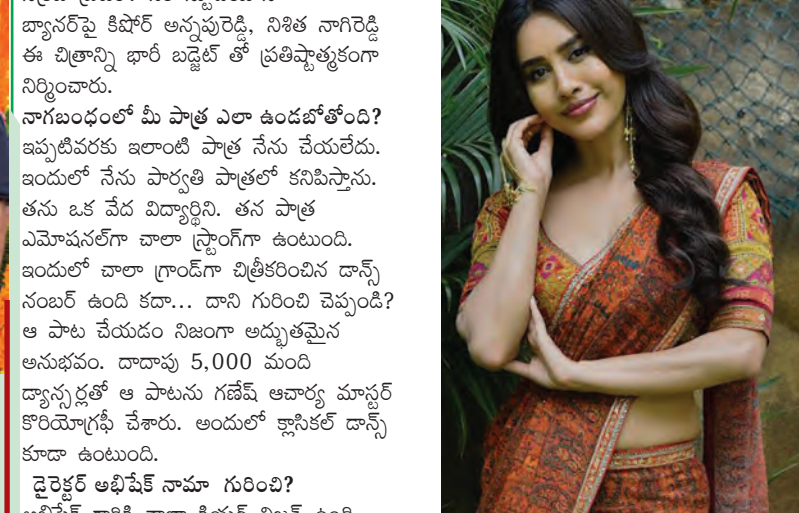 బ్యానర్‌పై కిషోర్ అన్నపురెడ్డి, నిశిత నాగిరెడ్డి
ఈ చిత్రాన్ని భారీ బడ్జెట్ తో ప్రతిష్టాత్మకంగా
నిర్మించారు.
నాగబంధంలో మీ పాత్ర ఎలా ఉండబోతోంది?
ఇప్పటివరకు ఇలాంటి పాత్ర నేను చేయలేదు.
ఇందులో నేను పార్వతి పాత్రలో కనిపిస్తాను.
తను ఒక వేద విద్యార్థిని. తన పాత్ర
ఎమోషనల్‌గా చాలా స్ట్రాంగ్‌గా ఉంటుంది.
ఇందులో చాలా గ్రాండ్‌గా చిత్రీకరించిన డాన్స్
నంబర్ ఉంది కదా... దాని గురించి చెప్పండి?
ఆ పాట చేయడం నిజంగా అద్భుతమైన
అనుభవం. దాదాపు 5,000 మంది
డ్యాన్సర్లతో ఆ పాటను గణేష్ ఆచార్య మాస్టర్
కొరియోగ్రఫీ చేశారు. అందులో క్లాసికల్ డాన్స్
కూడా ఉంటుంది.
డైరెక్టర్ అభిషేక్ నామా గురించి?